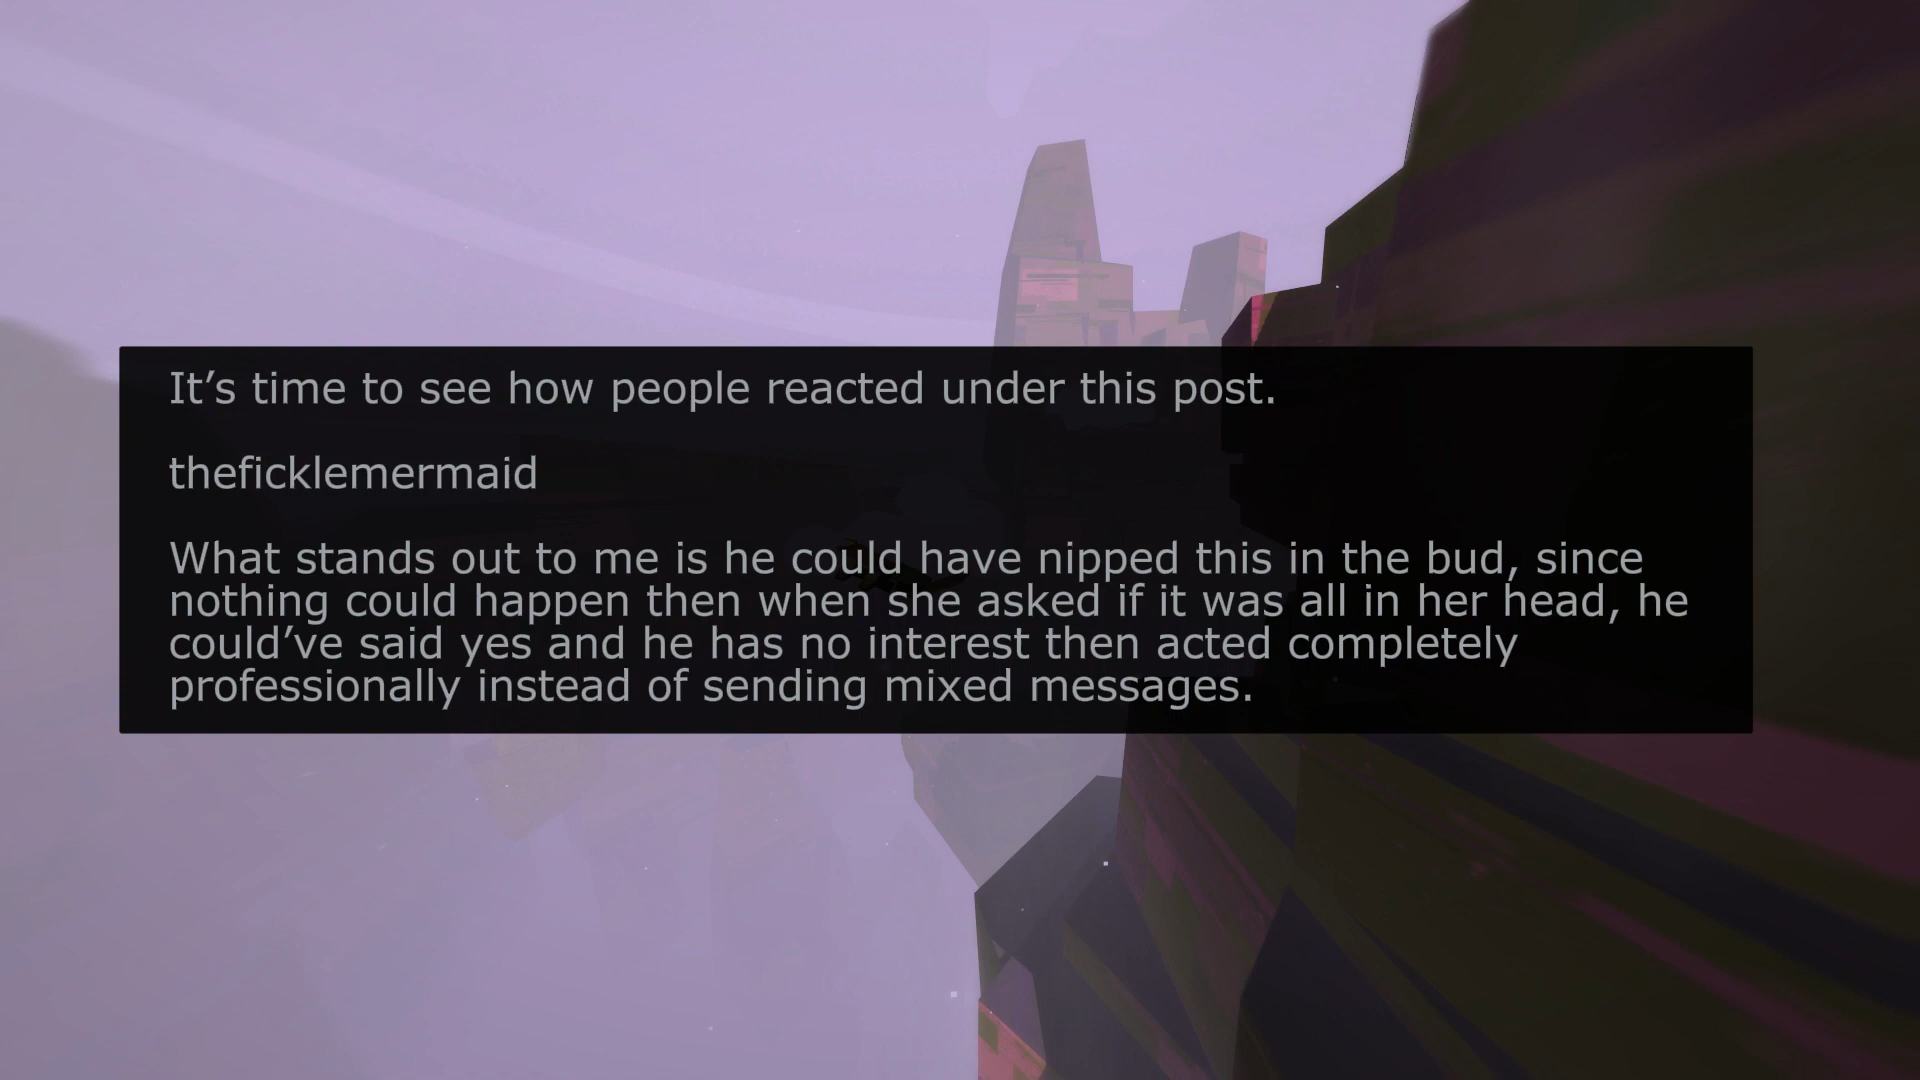 It’s time to see how people reacted under this post.
theficklemermaid
What stands out to me is he could have nipped this in the bud, since
nothing could happen then when she asked if it was all in her head, he
could’ve said yes and he has no interest then acted completely
professionally instead of sending mixed messages.